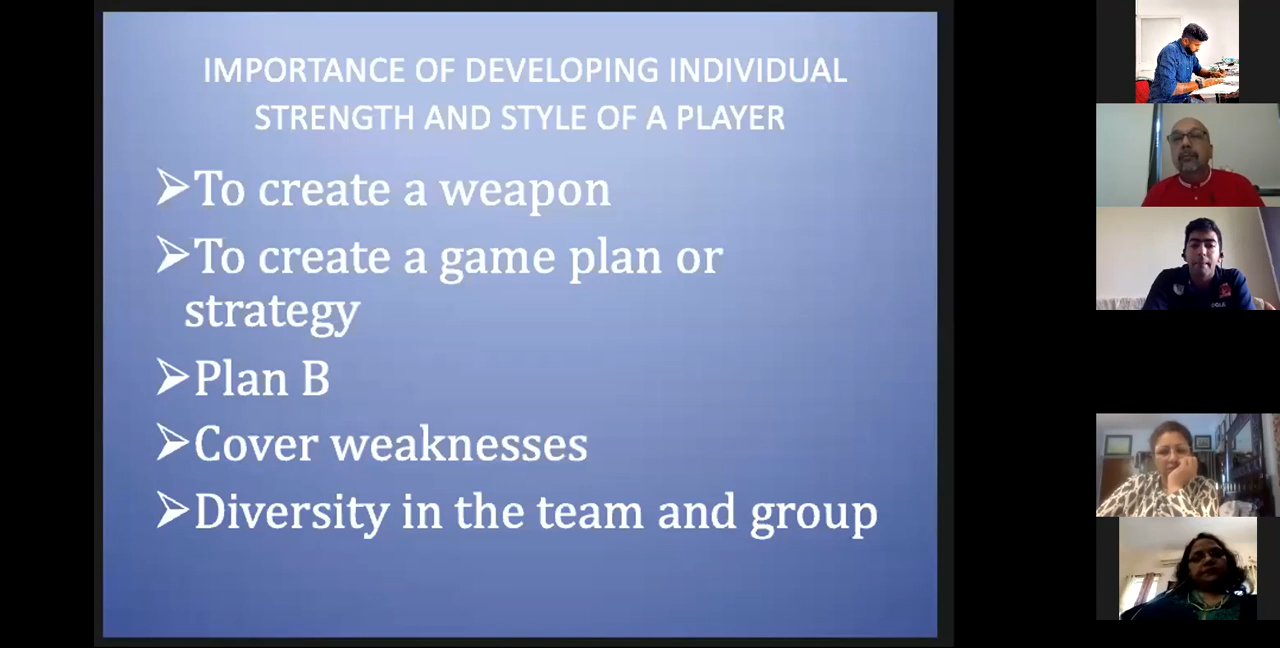 IMPORTANCE OF DEVELOPING INDIVIDUAL
STRENGTH AND STYLE OF A PLAYER
➢To create a weapon
➢To create a game plan or
strategy
➢Plan B
➢Cover weaknesses
➢Diversity in the team and group